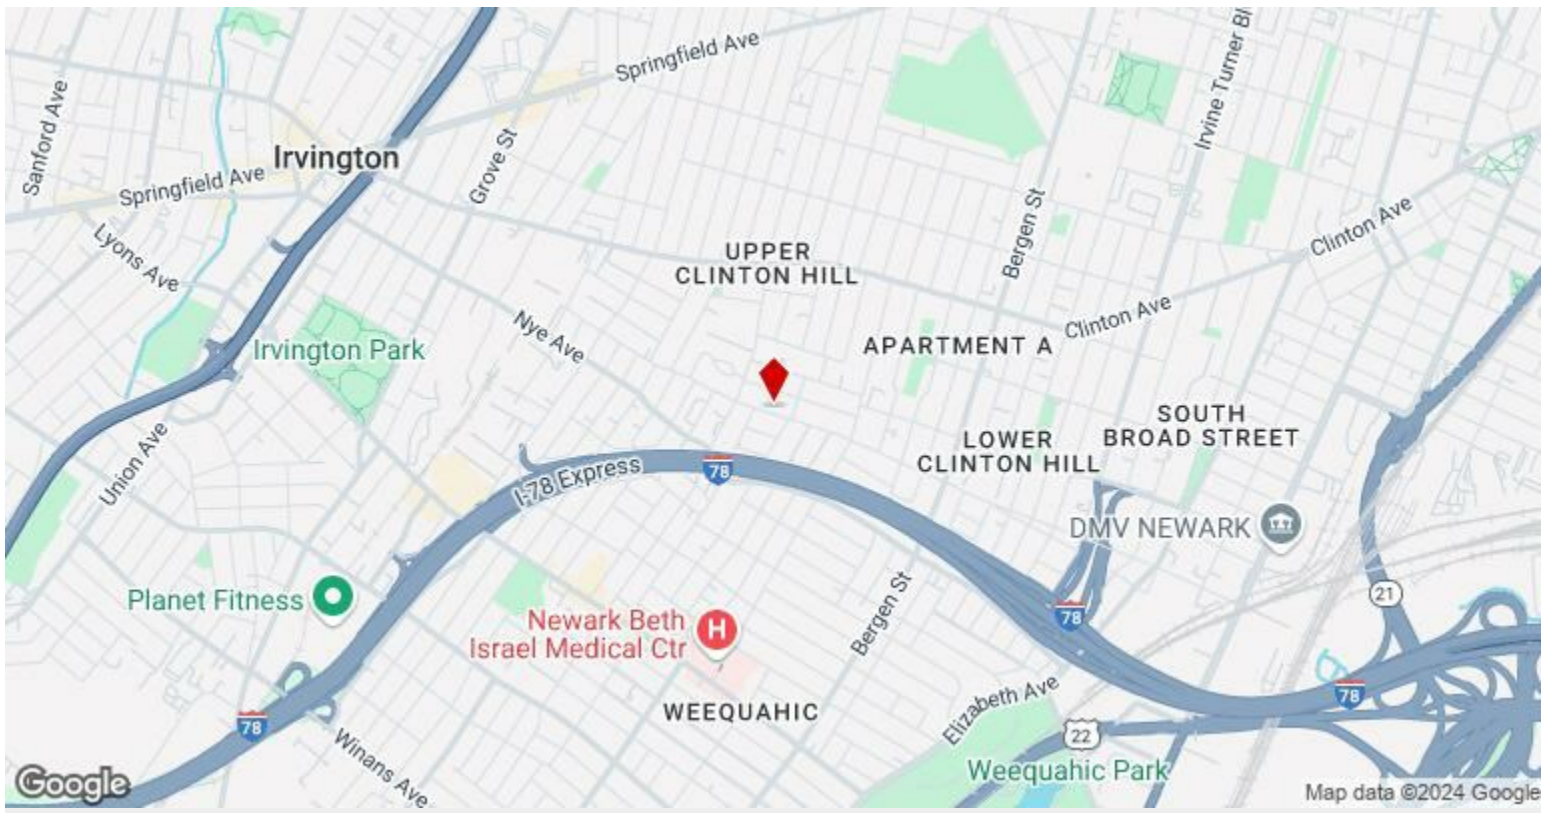 Springfield Ave
Irvine Turner Bl
Sanford Ave
Irvington
Grove St
Springfield Ave
Bergen St
Clinton Ave
Lyons Ave
UPPER
CLINTON HILL
Nye Ave
Clinton Ave
APARTMENT A
Irvington Park
SOUTH
BROAD STREET
LOWER
CLINTON HILL
Union Ave
I-78 Express
78
DMV NEWARK
Planet Fitness
Newark Beth
Israel Medical Ctr
H
Bergen St
78
21
WEEQUAHIC
Elizabeth Ave
78
78
22
Winans Ave
Weequahic Park
Google
Map data ©2024 Google